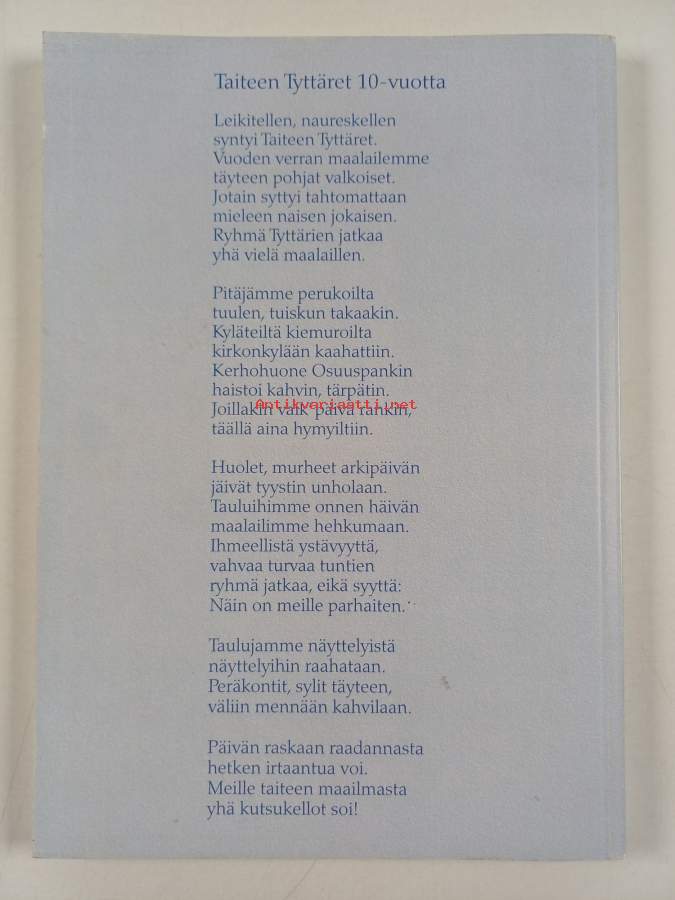 Taiteen Tyttäret 10-vuotta
Leikitellen, naureskellen
syntyi Taiteen Tyttäret.
Vuoden verran maalailemme
täyteen pohjat valkoiset.
Jotain syttyi tahtomattaan
mieleen naisen jokaisen.
Ryhmä Tyttärien jatkaa
yhä vielä maalaillen.
Pitäjämme perukoilta
tuulen, tuiskun takaakin.
Kyläteiltä kiemuroilta
kirkonkylään kaahattiin.
Kerhohuone Osuuspankin
haistoi kahvin, tärpätin.
Antikvariaatti.net
Joillakin vaik' päivä rankin,
täällä aina hymyiltiin.
Huolet, murheet arkipäivän
jäivät tyystin unholaan.
Tauluihimme onnen häivän
maalailimme hehkumaan.
Ihmeellistä ystävyyttä,
vahvaa turvaa tuntien
ryhmä jatkaa, eikä syyttä:
Näin on meille parhaiten.
Taulujamme näyttelyistä
näyttelyihin raahataan.
Peräkontit, sylit täyteen,
väliin mennään kahvilaan.
Päivän raskaan raadannasta
hetken irtaantua voi.
Meille taiteen maailmasta
yhä kutsukellot soi!